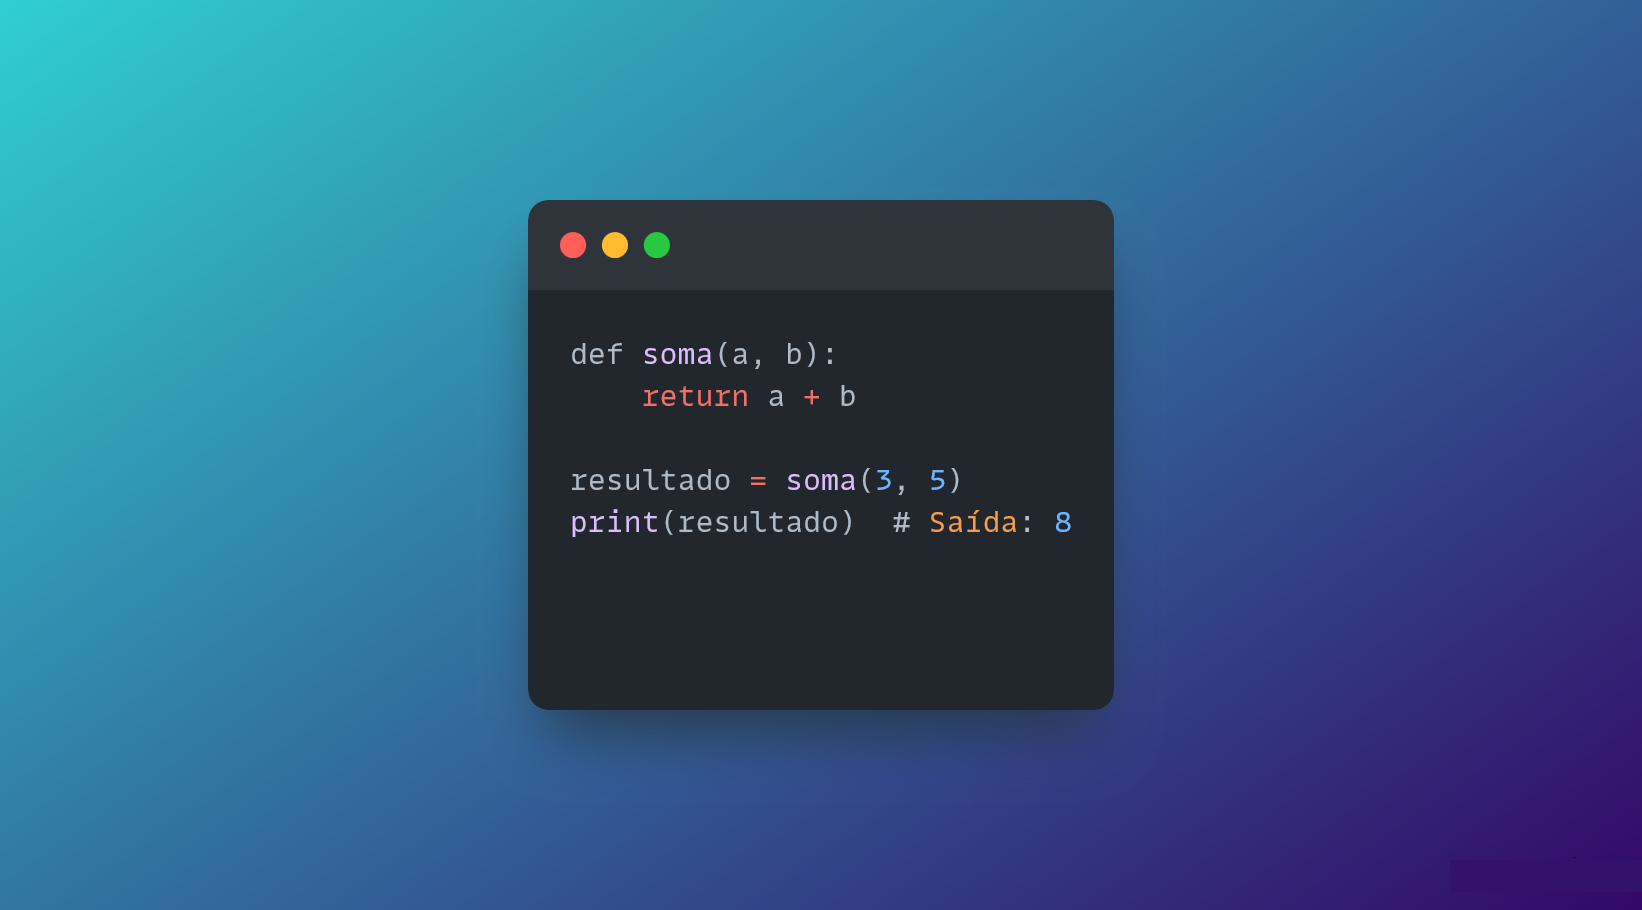 def soma(a, b):
    return a + b

resultado = soma(3, 5)
print(resultado)  # Saída: 8